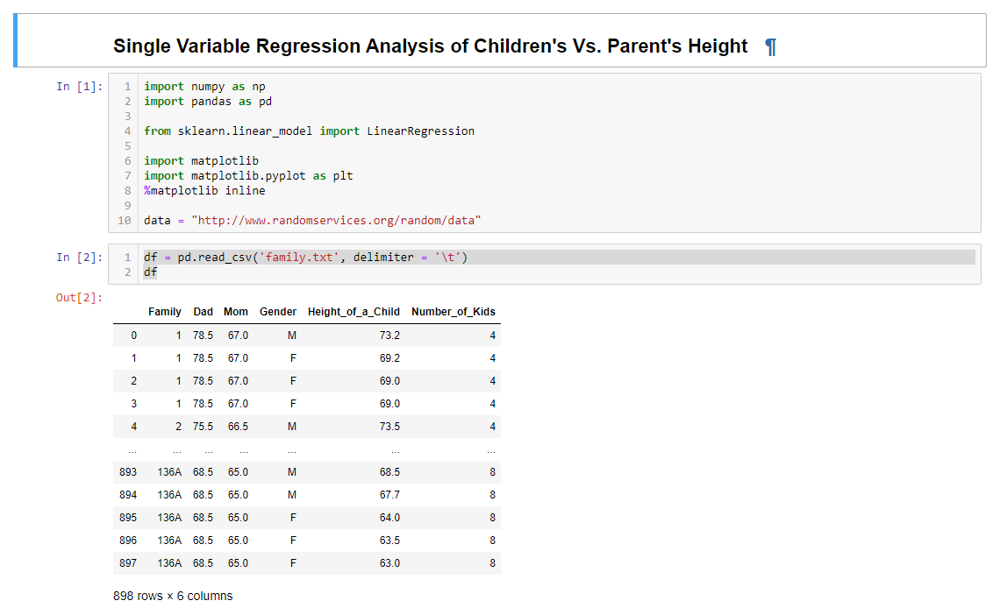 Single Variable Regression Analysis of Children's Vs. Parent's Height ¶
In [1]:
1 import numpy as np
2 import pandas as pd
3
4 from sklearn.linear_model import LinearRegression
5
6 import matplotlib
7 import matplotlib.pyplot as plt
8 %matplotlib inline
9
10 data = "http://www.randomservices.org/random/data"
In [2]:
1 df = pd.read_csv('family.txt', delimiter = '\t')
2 df
Out[2]:
Family Dad Mom Gender Height_of_a_Child Number_of_Kids
0 1 78.5 67.0 M 73.2 4
1 1 78.5 67.0 F 69.2 4
2 1 78.5 67.0 F 69.0 4
3 1 78.5 67.0 F 69.0 4
4 2 75.5 66.5 M 73.5 4
... ... ... ... ... ... ...
893 136A 68.5 65.0 M 68.5 8
894 136A 68.5 65.0 M 67.7 8
895 136A 68.5 65.0 F 64.0 8
896 136A 68.5 65.0 F 63.5 8
897 136A 68.5 65.0 F 63.0 8
898 rows × 6 columns